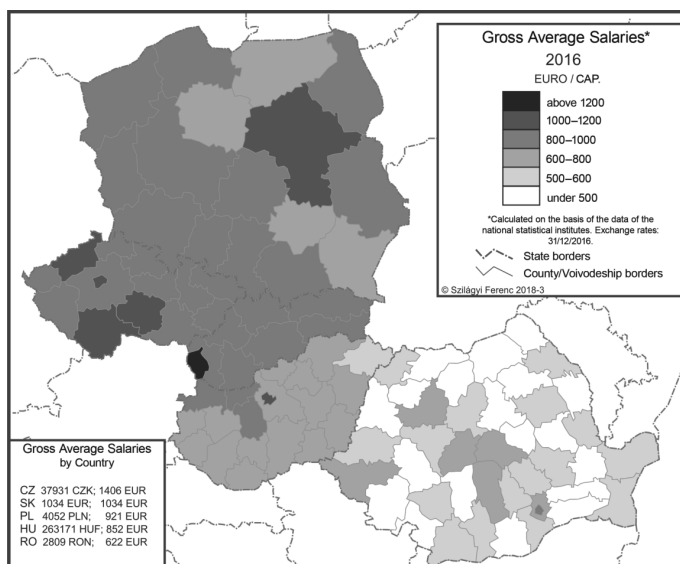 Gross Average Salaries*
2016
EURO / CAP.
above 1200
1000–1200
800–1000
600–800
500–600
under 500
*Calculated on the basis of the data of the
national statistical institutes. Exchange rates:
31/12/2016.
State borders
County/Voivodeship borders
© Szilágyi Ferenc 2018-3
Gross Average Salaries
by Country
CZ 37931 CZK; 1406 EUR
SK 1034 EUR; 1034 EUR
PL 4052 PLN; 921 EUR
HU 263171 HUF; 852 EUR
RO 2809 RON; 622 EUR